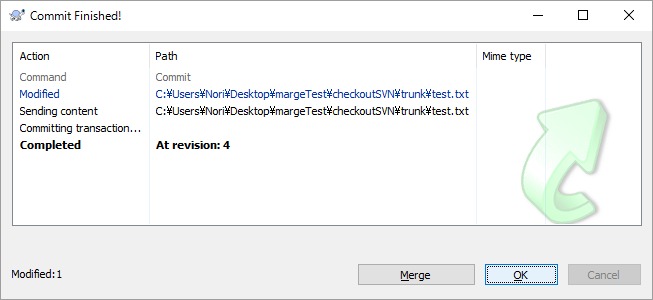 Commit Finished!
Action Path Mime type
Command Commit
Modified C:¥Users¥Nori¥Desktop¥margeTest¥checkoutSVN¥trunk¥test.txt
Sending content C:¥Users¥Nori¥Desktop¥margeTest¥checkoutSVN¥trunk¥test.txt
Committing transaction...
Completed At revision: 4
Modified:1 Merge OK Cancel